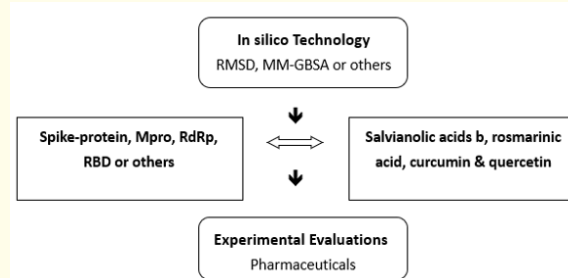 In silico Technology
RMSD, MM-GBSA or others
Spike-protein, Mpro, RdRp,
RBD or others
Salvianolic acids b, rosmarinic
acid, curcumin & quercetin
Experimental Evaluations
Pharmaceuticals